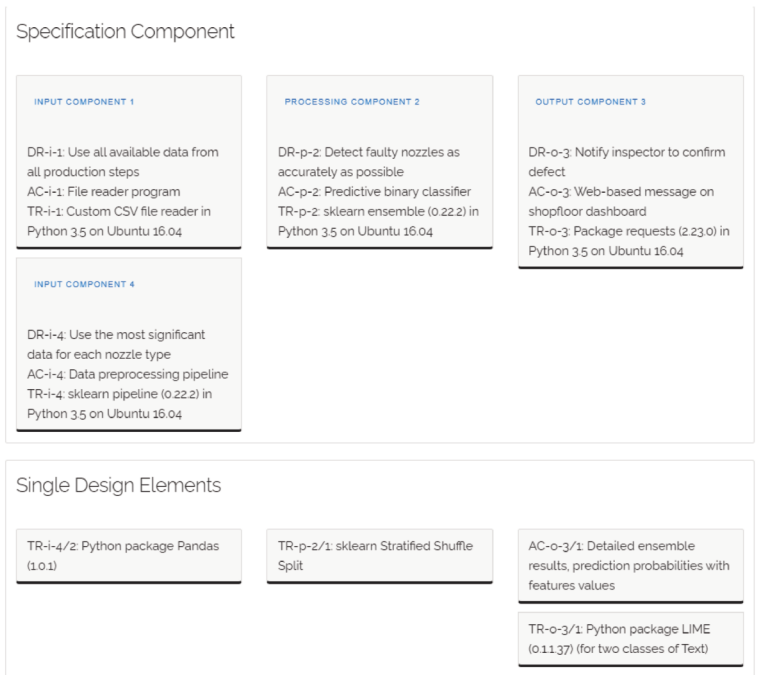 Specification Component
INPUT COMPONENT 1
DR-i-1: Use all available data from
all production steps
AC-i-1: File reader program
TR-i-1: Custom CSV file reader in
Python 3.5 on Ubuntu 16.04
PROCESSING COMPONENT 2
DR-p-2: Detect faulty nozzles as
accurately as possible
AC-p-2: Predictive binary classifier
TR-p-2: sklearn ensemble (0.22.2) in
Python 3.5 on Ubuntu 16.04
OUTPUT COMPONENT 3
DR-o-3: Notify inspector to confirm
defect
AC-o-3: Web-based message on
shopfloor dashboard
TR-o-3: Package requests (2.23.0) in
Python 3.5 on Ubuntu 16.04
INPUT COMPONENT 4
DR-i-4: Use the most significant
data for each nozzle type
AC-i-4: Data preprocessing pipeline
TR-i-4: sklearn pipeline (0.22.2) in
Python 3.5 on Ubuntu 16.04
Single Design Elements
TR-i-4/2: Python package Pandas
(1.0.1)
TR-p-2/1: sklearn Stratified Shuffle
Split
AC-o-3/1: Detailed ensemble
results, prediction probabilities with
features values
TR-o-3/1: Python package LIME
(0.1.1.37) (for two classes of Text)